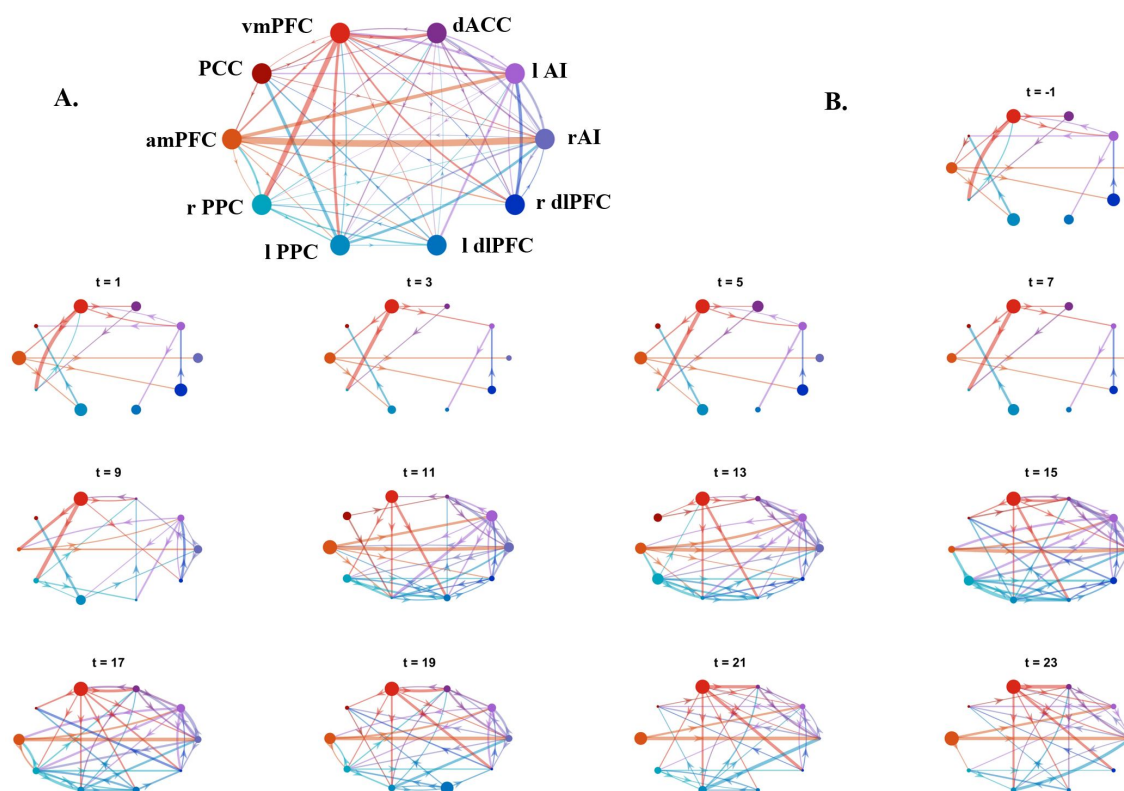 vmPFC dACC
PCC l AI
A. B.
t = -1
amPFC rAI
r PPC r dlPFC
l PPC l dlPFC
t = 1 t = 3 t = 5 t = 7
t = 9 t = 11 t = 13 t = 15
t = 17 t = 19 t = 21 t = 23